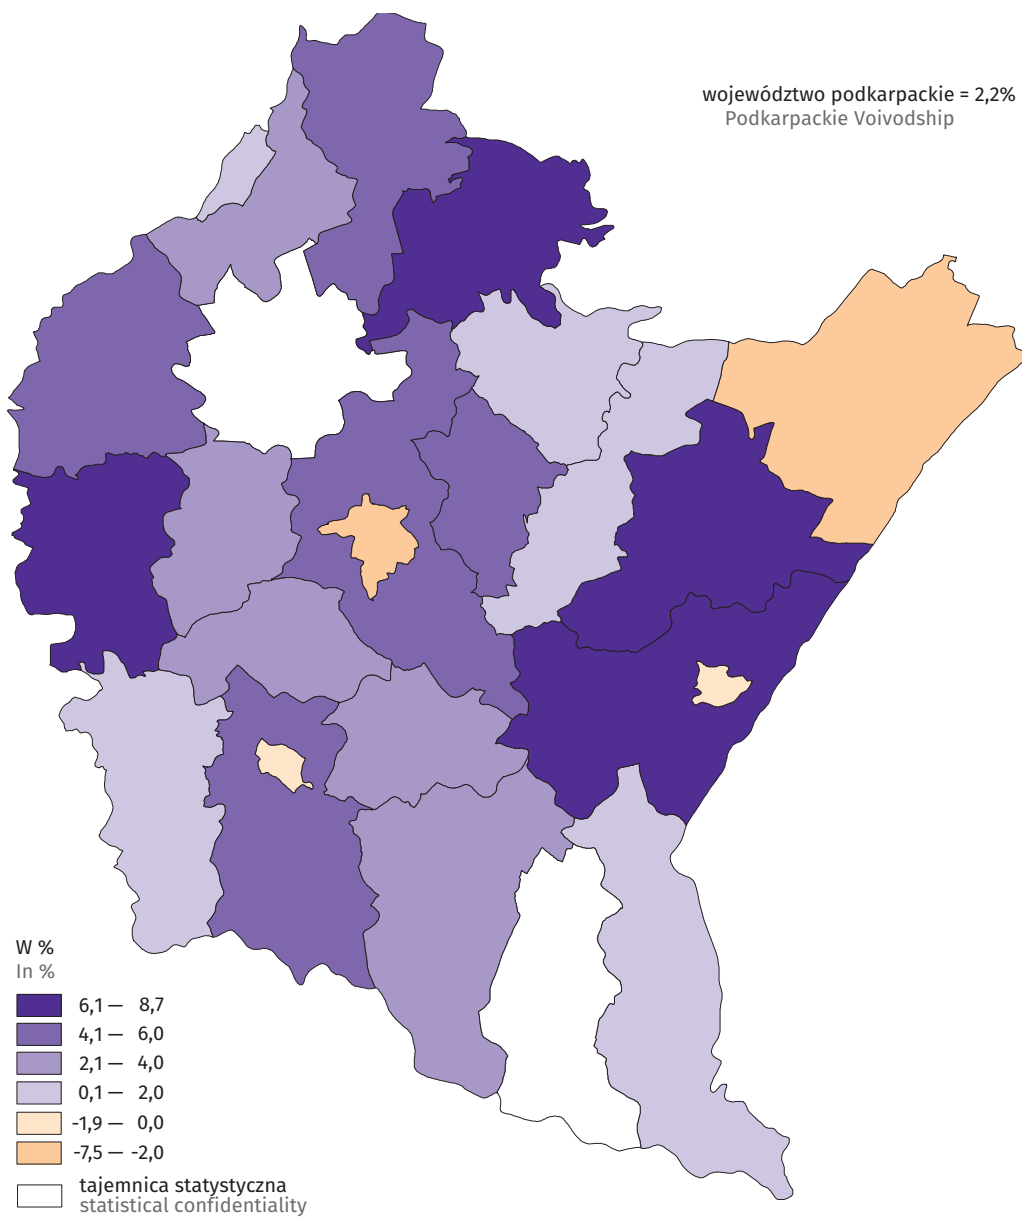 województwo podkarpackie = 2,2%
Podkarpackie Voivodship
W %
In %
6,1 — 8,7
4,1 — 6,0
2,1 — 4,0
0,1 — 2,0
-1,9 — 0,0
-7,5 — -2,0
tajemnica statystyczna
statistical confidentiality